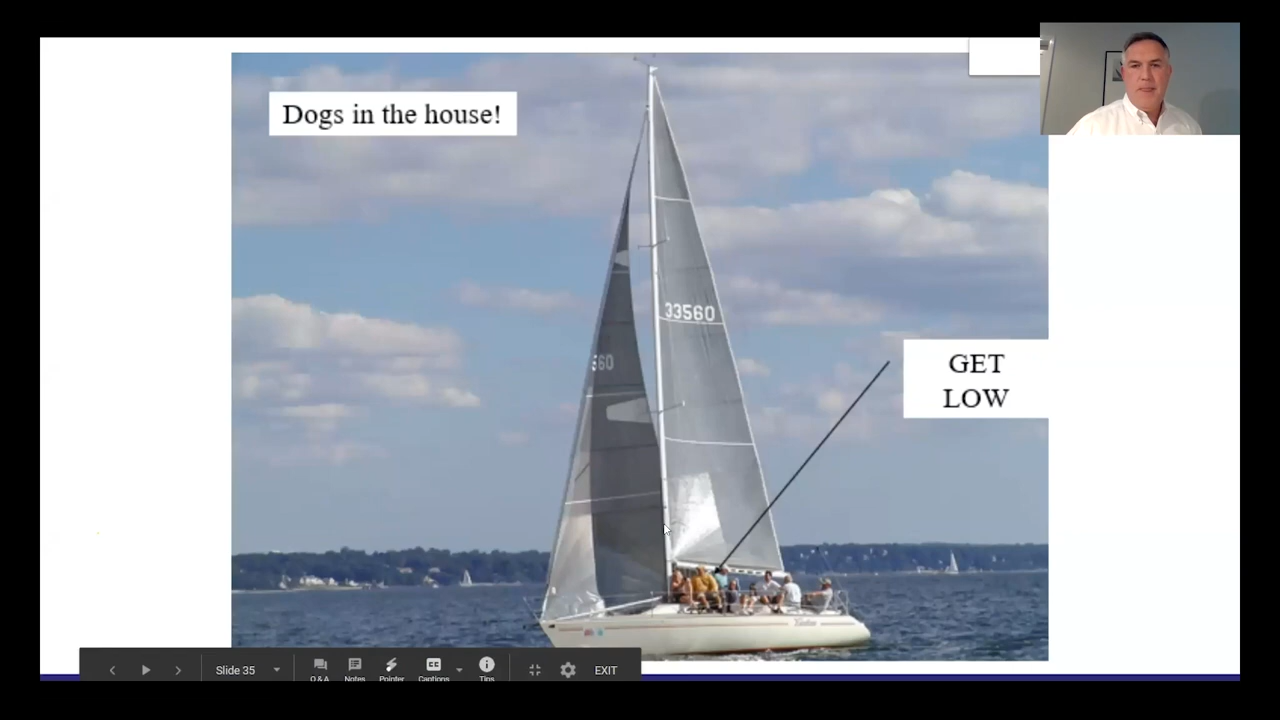 Dogs in the house!
33560
560
GET
LOW
Slide 35
Q & A
Notes
Pointer
Captions
Tips
EXIT